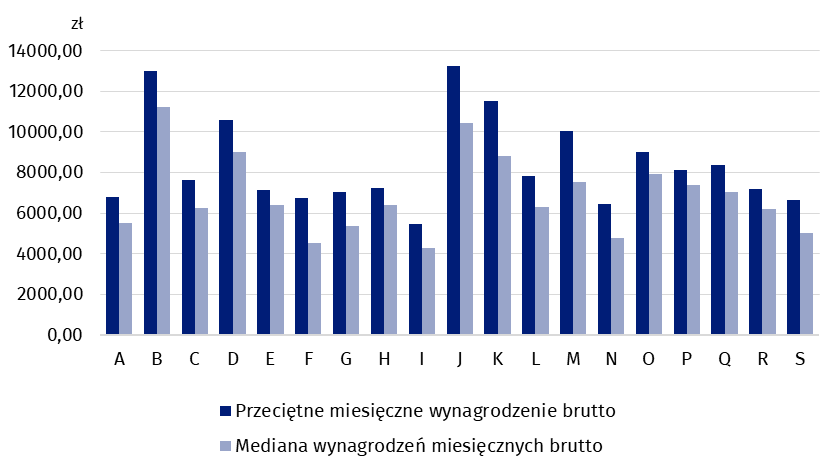 zł
14000,00
12000,00
10000,00
8000,00
6000,00
4000,00
2000,00
0,00
A B C D E F G H I J K L M N O P Q R S
Przeciętne miesięczne wynagrodzenie brutto
Mediana wynagrodzeń miesięcznych brutto